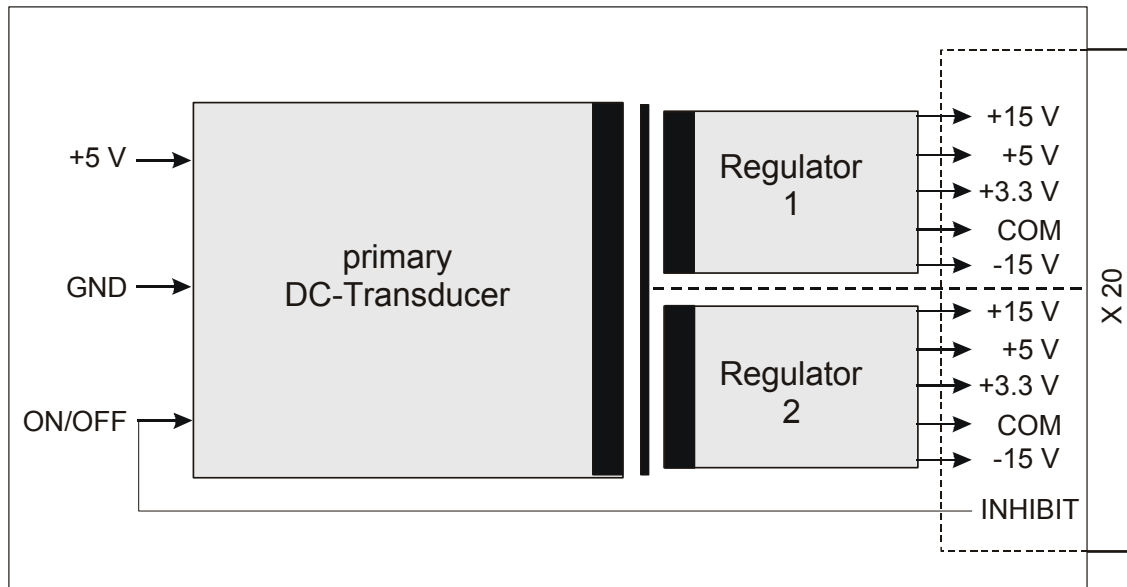 +5 V
GND
ON/OFF
primary
DC-Transducer
Regulator
1
+15 V
+5 V
+3.3 V
COM
-15 V
Regulator
2
+15 V
+5 V
+3.3 V
COM
-15 V
INHIBIT
X 20